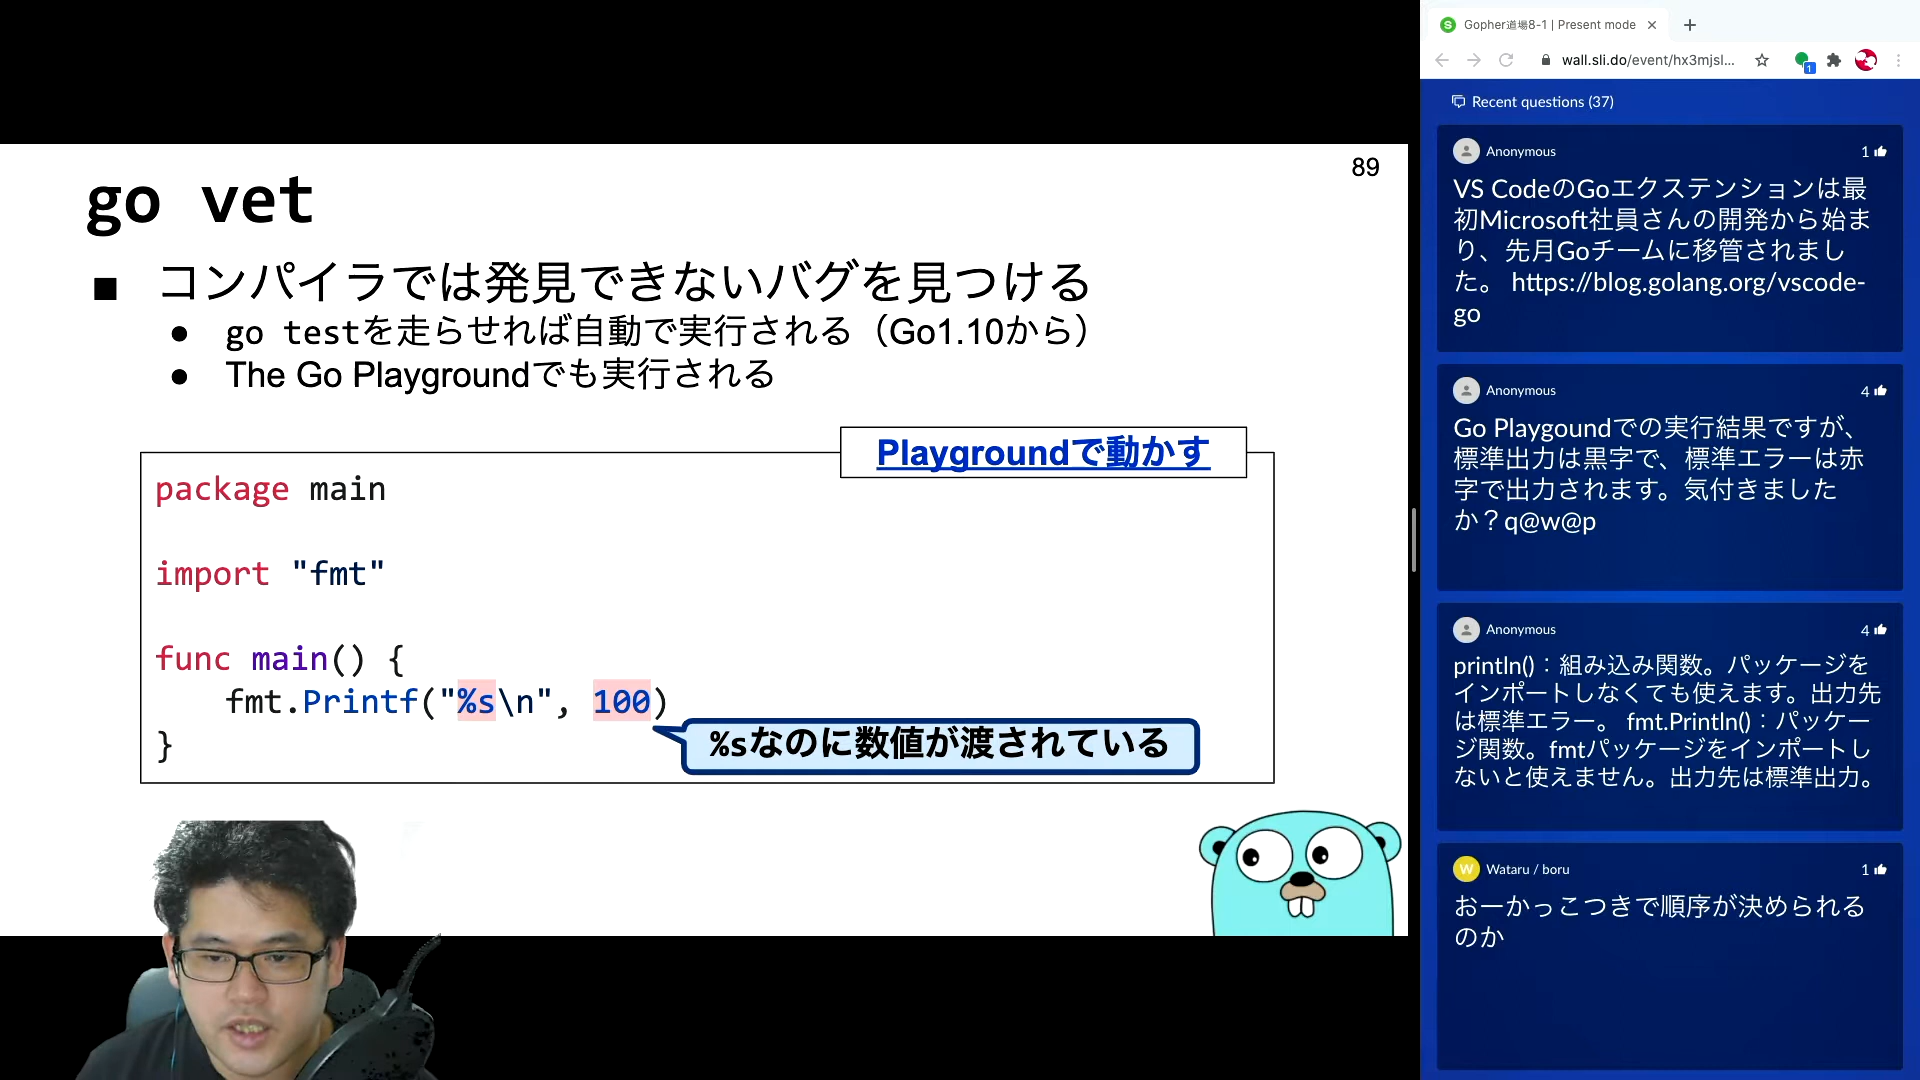 89
go vet
■ コンパイラでは発見できないバグを見つける
● go testを走らせれば自動で実行される（Go1.10から）
● The Go Playgroundでも実行される
Playgroundで動かす
package main
import "fmt"
func main() {
fmt.Printf("%s\n", 100)
}
%sなのに数値が渡されている
Gopher道場8-1 | Present mode
wall.sli.do/event/hx3mjsl...
1
Recent questions (37)
Anonymous
1
VS CodeのGoエクステンションは最
初Microsoft社員さんの開発から始ま
り、先月Goチームに移管されまし
た。 https://blog.golang.org/vscode-
go
Anonymous
4
Go Playgoundでの実行結果ですが、
標準出力は黒字で、標準エラーは赤
字で出力されます。気付きました
か？q@w@p
Anonymous
4
println()：組み込み関数。パッケージを
インポートしなくても使えます。出力先
は標準エラー。 fmt.Println()：パッケー
ジ関数。fmtパッケージをインポートし
ないと使えません。出力先は標準出力。
W
Wataru / boru
1
おーかっこつきで順序が決められる
のか